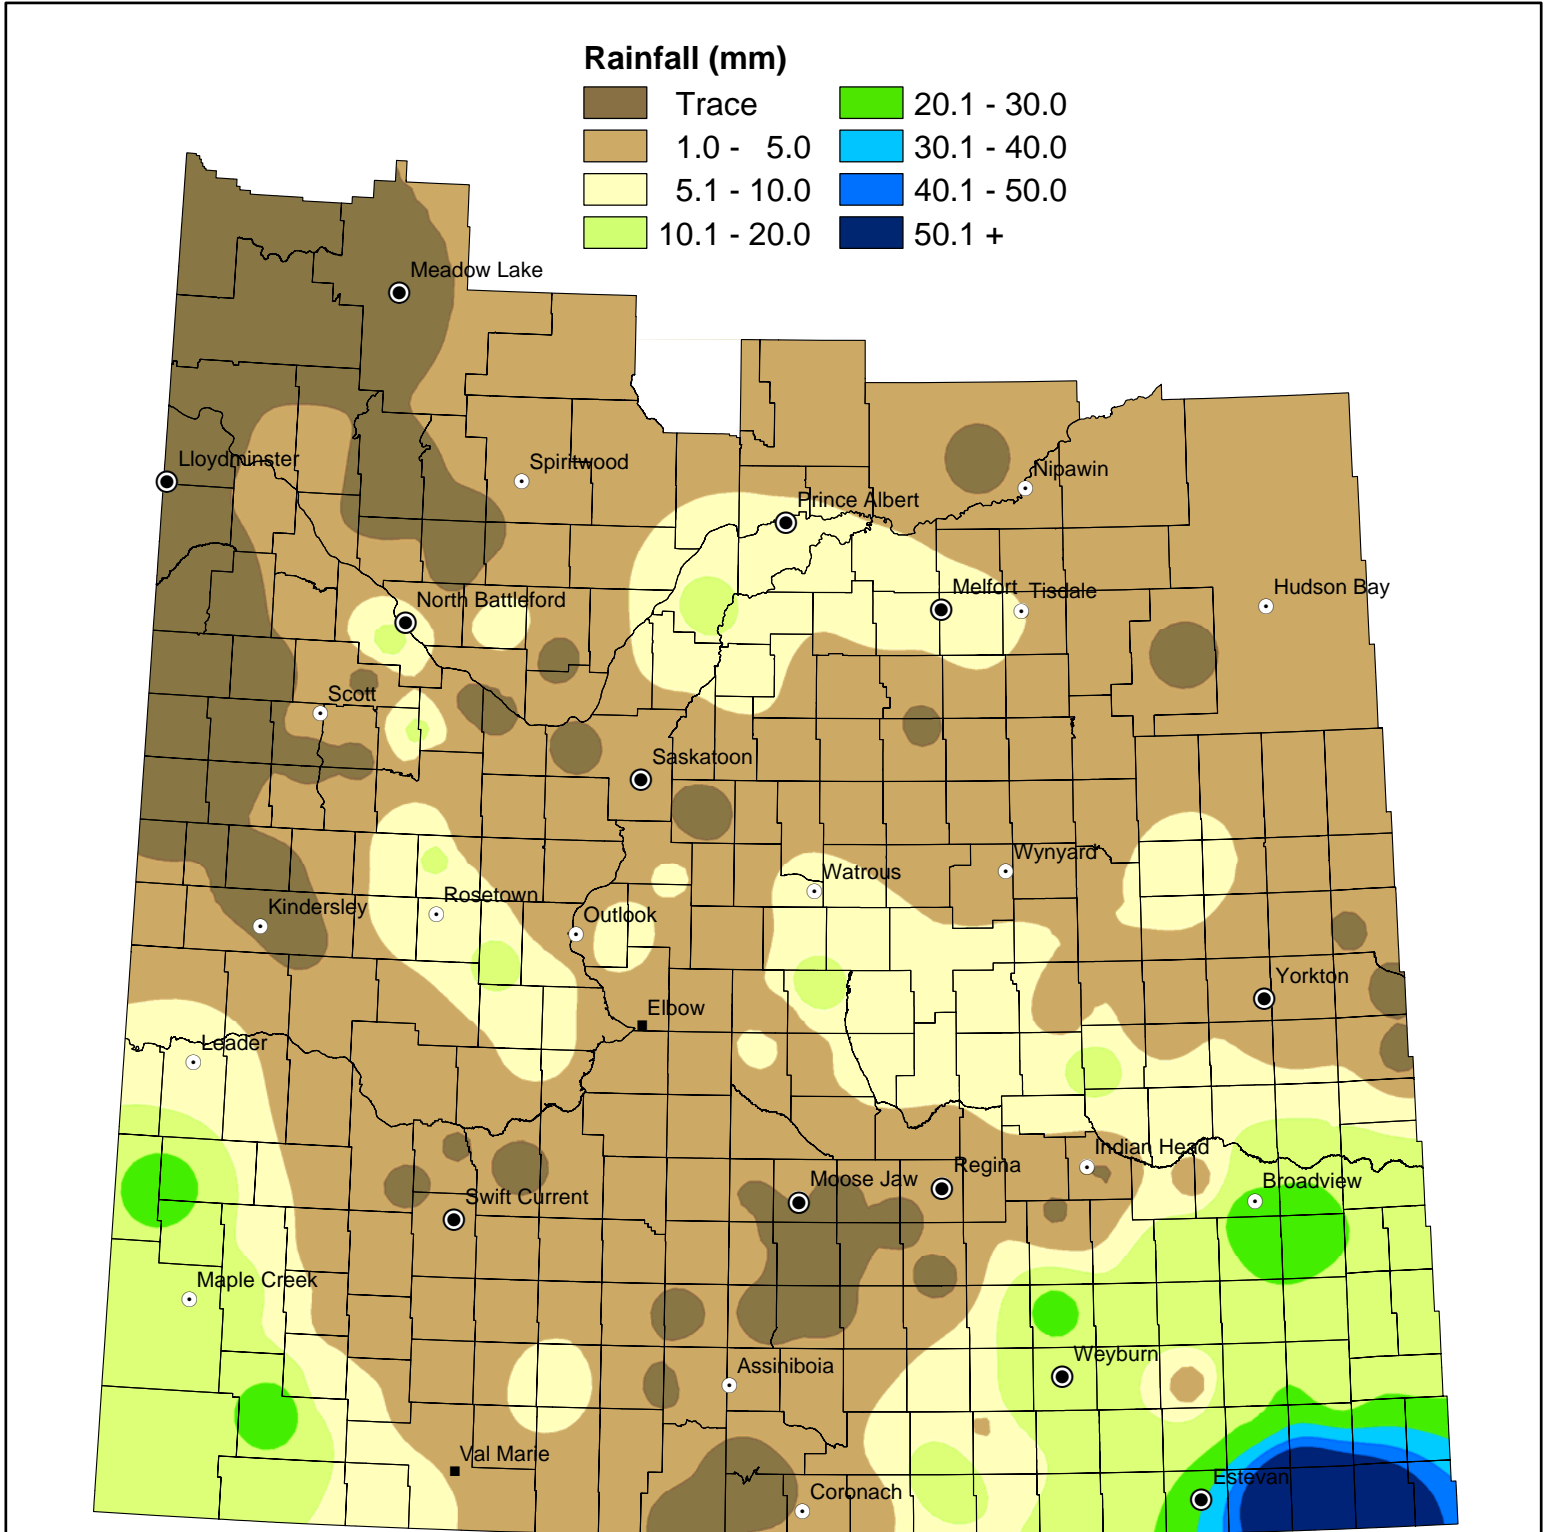 Rainfall (mm)
Trace
20.1 - 30.0
1.0 - 5.0
30.1 - 40.0
5.1 - 10.0
40.1 - 50.0
10.1 - 20.0
50.1 +
Meadow Lake
Lloydminster
Spiritwood
Nipawin
Prince Albert
Melfort
Tisdale
Hudson Bay
North Battleford
Scott
Saskatoon
Wynyard
Watrous
Rosetown
Kindersley
Outlook
Yorkton
Elbow
Leader
Indian Head
Regina
Moose Jaw
Broadview
Swift Current
Maple Creek
Weyburn
Assiniboia
Val Marie
Estevan
Coronach